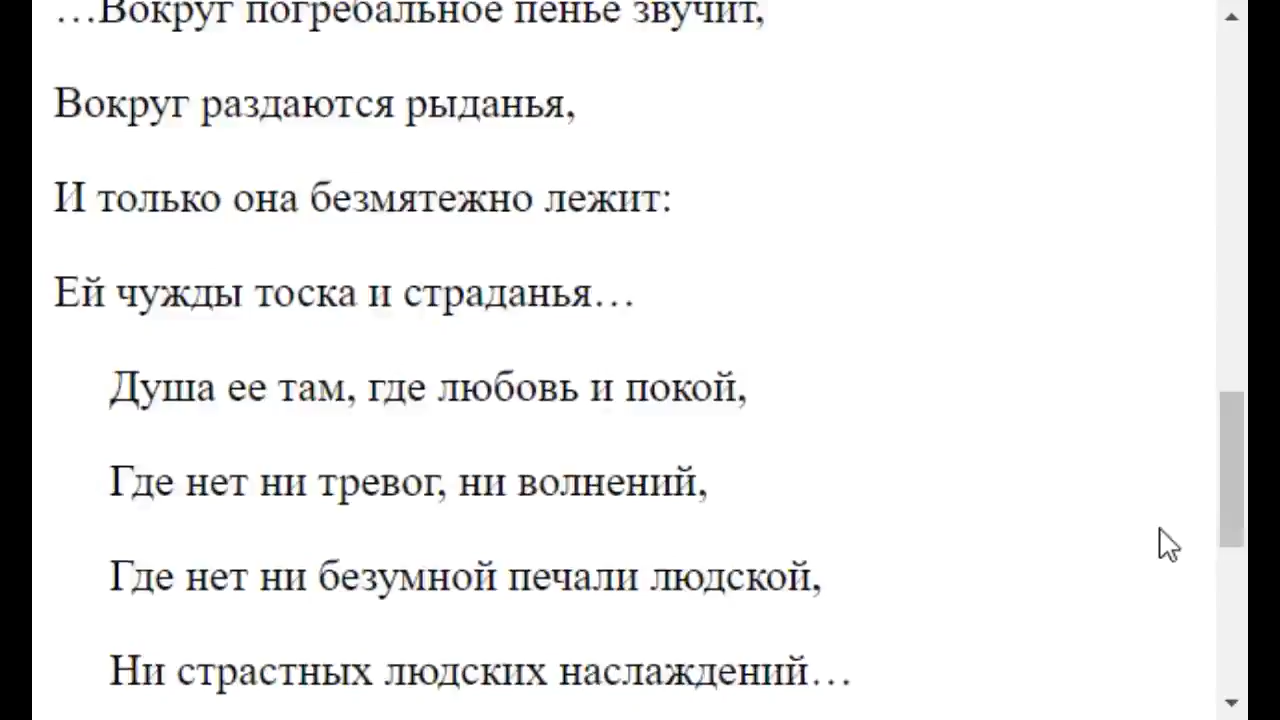 …Вокруг погребальное пенье звучит,
Вокруг раздаются рыданья,
И только она безмятежно лежит:
Ей чужды тоска и страданья…
Душа ее там, где любовь и покой,
Где нет ни тревог, ни волнений,
Где нет ни безумной печали людской,
Ни страстных людских наслаждений…